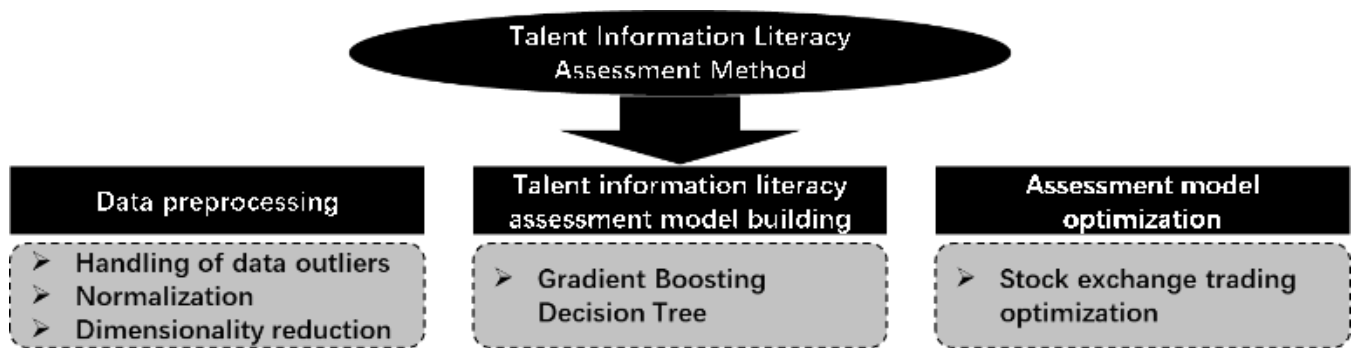 Talent Information Literacy
Assessment Method
Data preprocessing
➢ Handling of data outliers
➢ Normalization
➢ Dimensionality reduction
Talent information literacy
assessment model building
➢ Gradient Boosting
Decision Tree
Assessment model
optimization
➢ Stock exchange trading
optimization